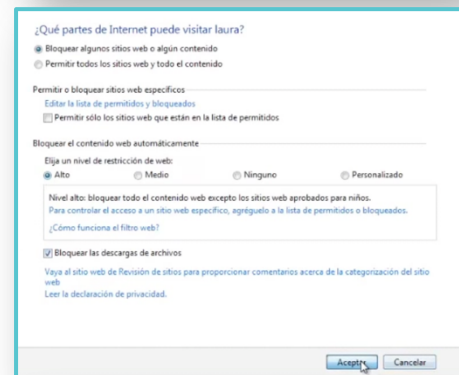 ¿Qué partes de Internet puede visitar laura?
Bloquear algunos sitios web o algún contenido
Permitir todos los sitios web y todo el contenido
Permitir o bloquear sitios web específicos
Editar la lista de permitidos y bloqueados
Permitir sólo los sitios web que están en la lista de permitidos
Bloquear el contenido web automáticamente
Elija un nivel de restricción de web:
Alto Medio Ninguno Personalizado
Nivel alto: bloquear todo el contenido web excepto los sitios web aprobados para niños.
Para controlar el acceso a un sitio web específico, agréguelo a la lista de permitidos o bloqueados.
¿Cómo funciona el filtro web?
Bloquear las descargas de archivos
Vaya al sitio web de Revisión de sitios para proporcionar comentarios acerca de la categorización del sitio
web
Leer la declaración de privacidad.
Aceptar Cancelar